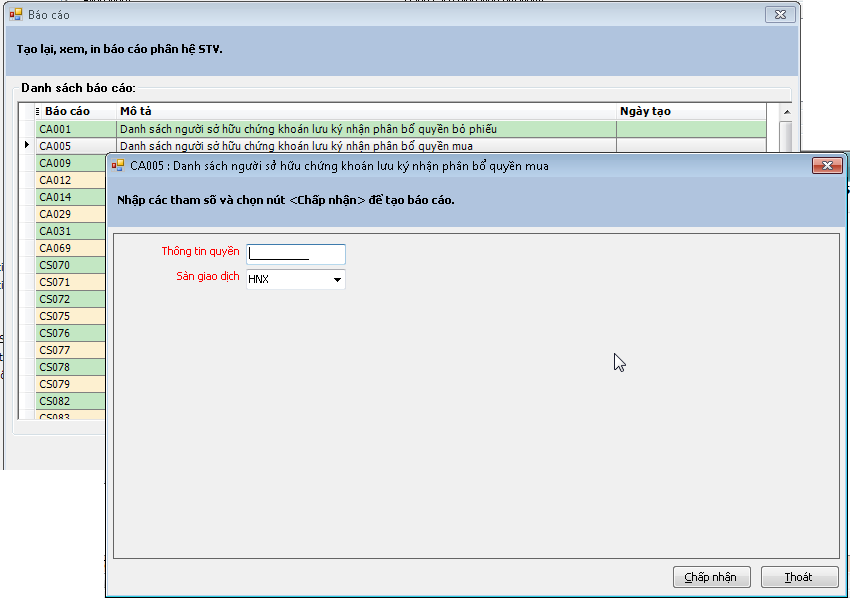 Báo cáo
Tạo lại, xem, in báo cáo phân hệ STV.
Danh sách báo cáo:
Báo cáo Mô tả Ngày tạo
CA001 Danh sách người sở hữu chứng khoán lưu ký nhận phân bổ quyền bỏ phiếu
CA005 Danh sách người sở hữu chứng khoán lưu ký nhận phân bổ quyền mua
CA009
CA012
CA014
CA029
CA031
CA069
CS070
CS071
CS072
CS075
CS076
CS077
CS078
CS079
CS082
CS083
CA005 : Danh sách người sở hữu chứng khoán lưu ký nhận phân bổ quyền mua
Nhập các tham số và chọn nút <Chấp nhận> để tạo báo cáo.
Thông tin quyền
Sàn giao dịch HNX
Chấp nhận Thoát